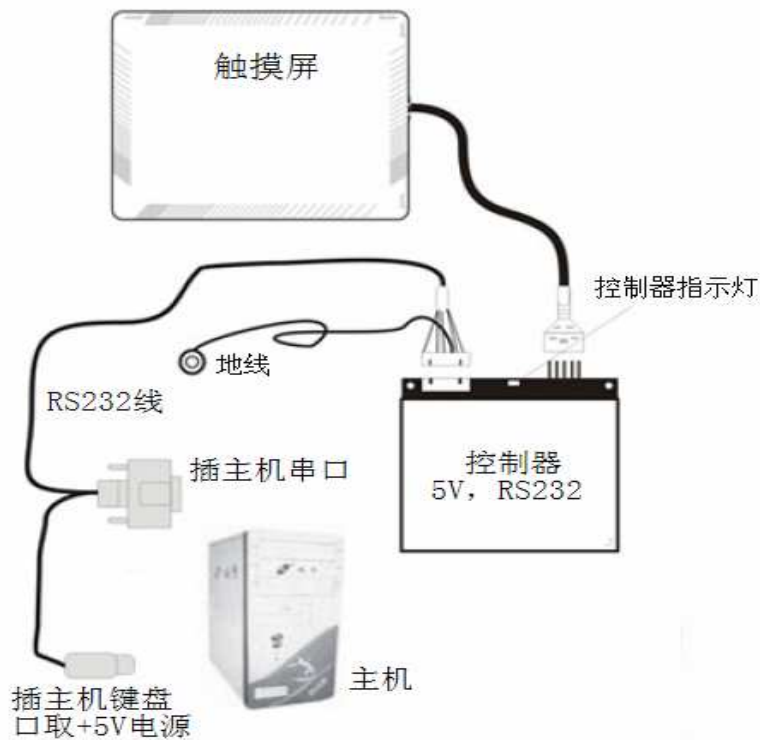 触摸屏
控制器指示灯
地线
RS232线
插主机串口
控制器
5V, RS232
主机
插主机键盘
口取+5V电源